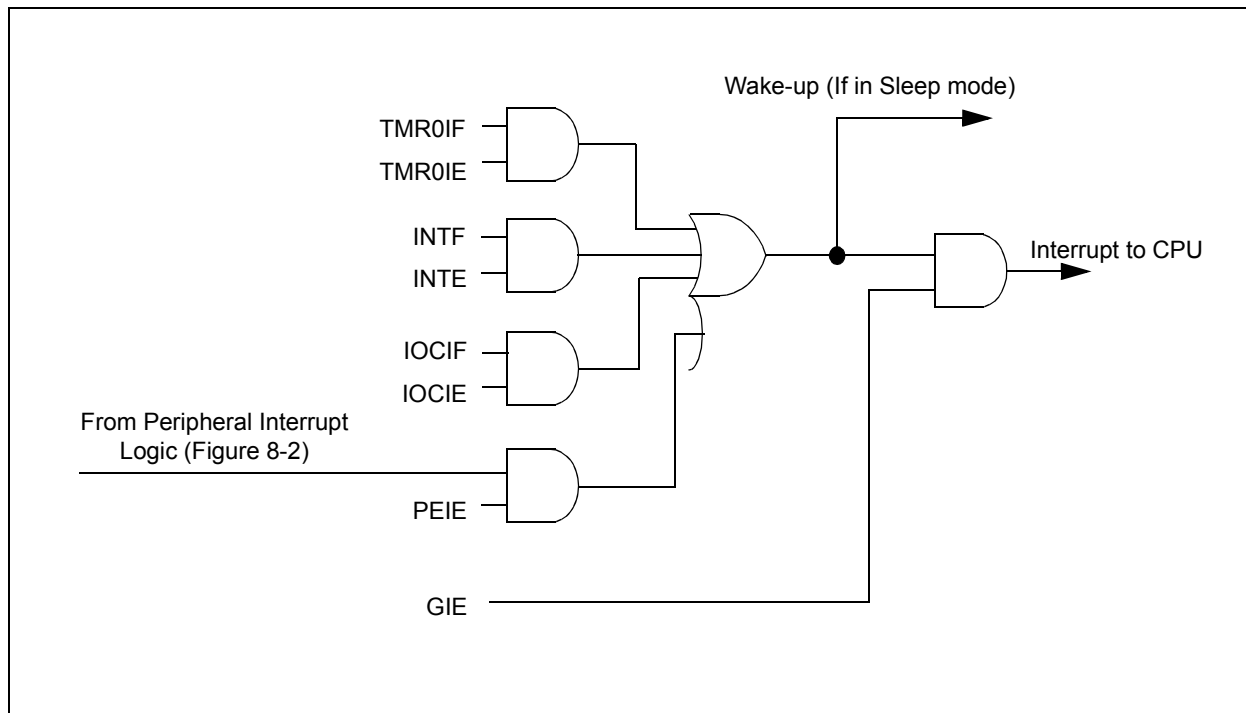 Wake-up (If in Sleep mode)
TMR0IF
TMR0IE
INTF
INTE
Interrupt to CPU
IOCIF
IOCIE
From Peripheral Interrupt
Logic (Figure 8-2)
PEIE
GIE